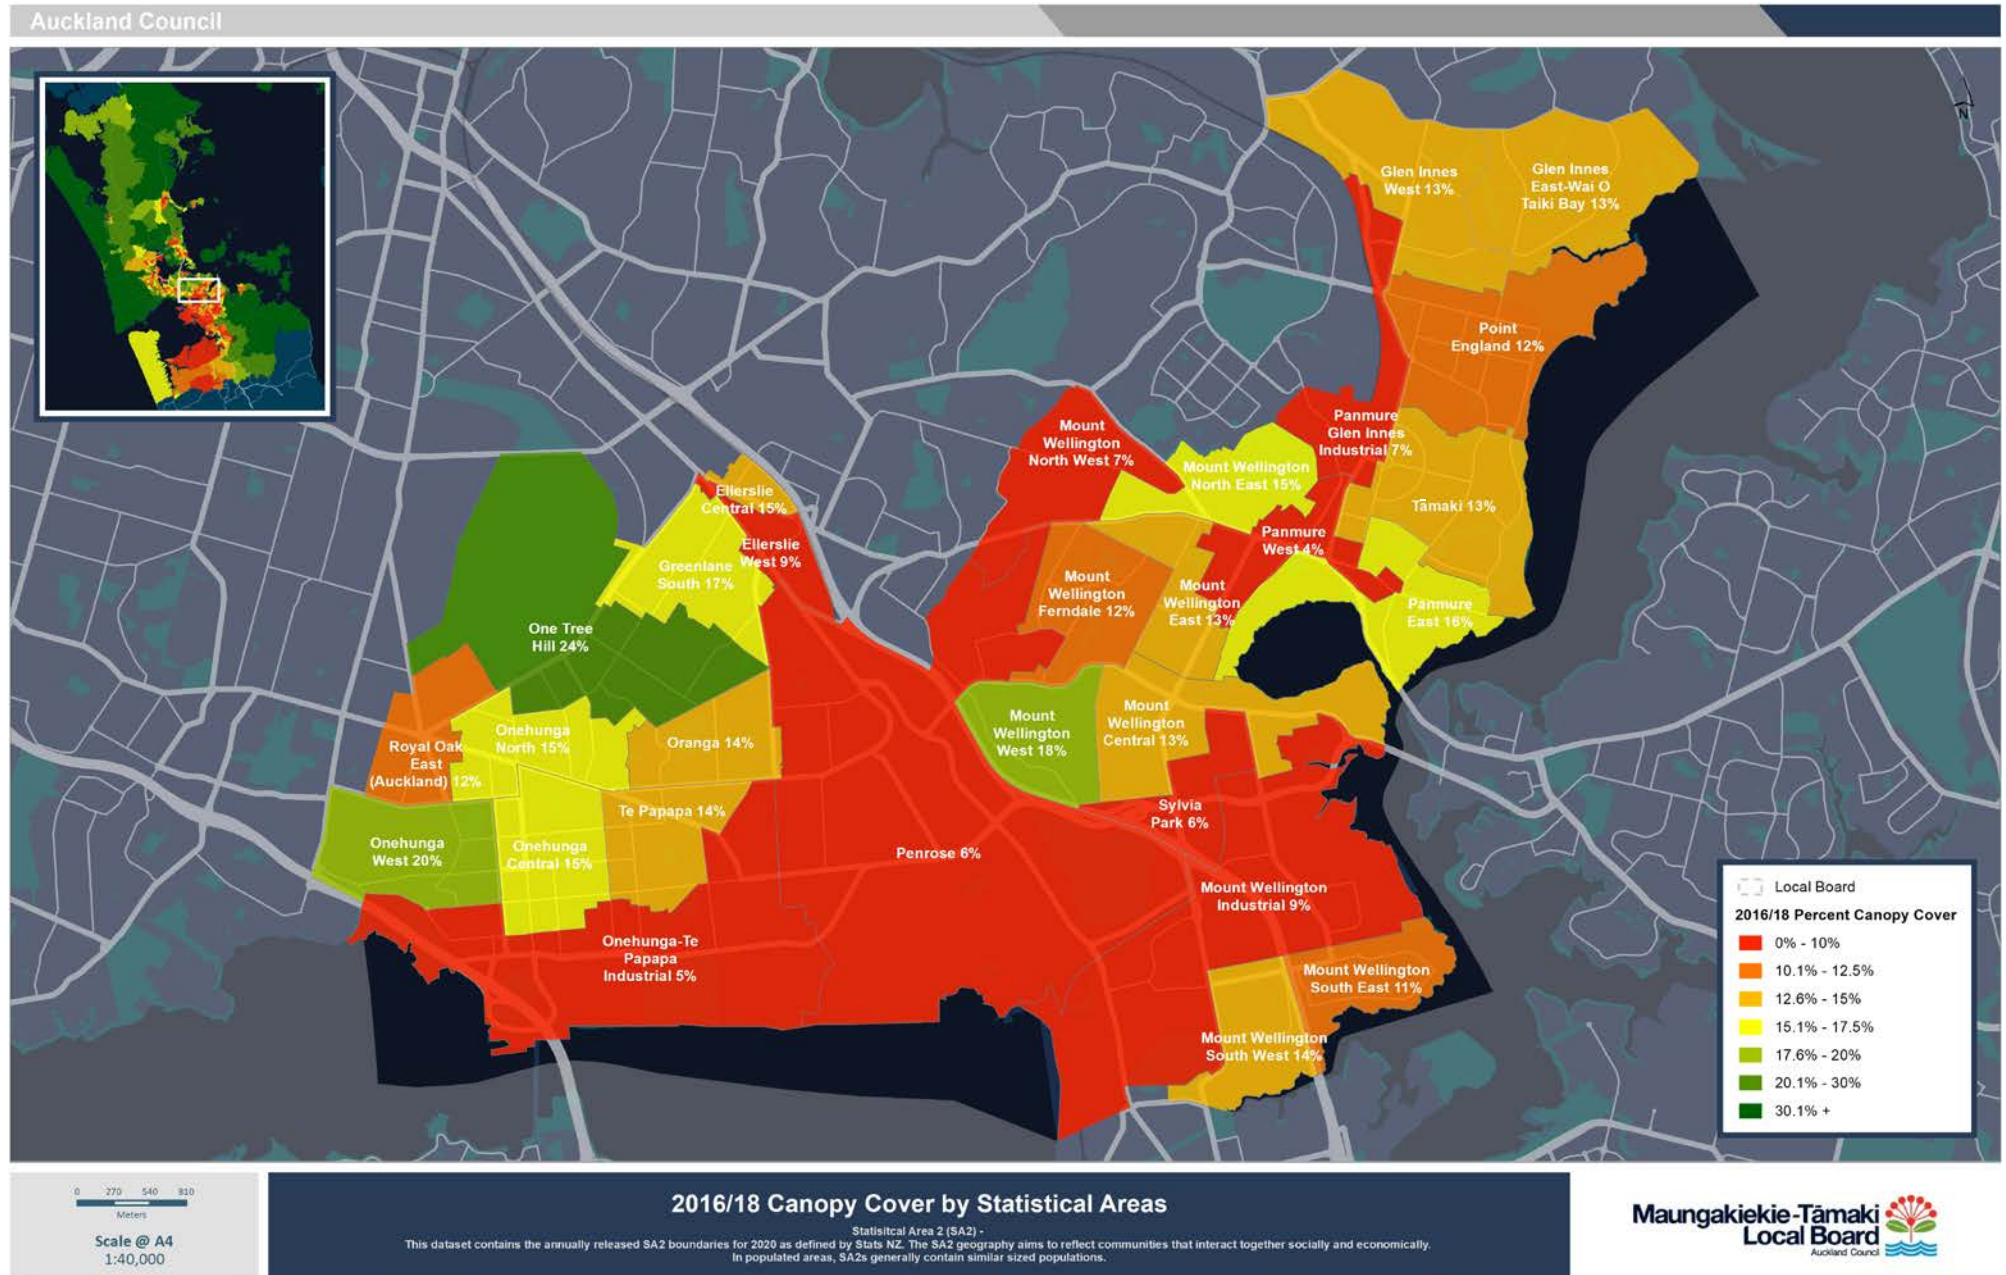 Auckland Council
N
Glen Innes
West 13%
Glen Innes
East-Wai O
Taiki Bay 13%
Point
England 12%
Mount
Wellington
North West 7%
Panmure
Glen Innes
Industrial 7%
Mount Wellington
North East 15%
Ellerslie
Central 15%
Tāmaki 13%
Panmure
West 4%
Ellerslie
West 9%
Greenlane
South 17%
Mount
Wellington
Ferndale 12%
Mount
Wellington
East 13%
Panmure
East 16%
One Tree
Hill 24%
Mount
Wellington
West 18%
Mount
Wellington
Central 13%
Onehunga
North 15%
Oranga 14%
Royal Oak
East
(Auckland) 12%
Te Papapa 14%
Sylvia
Park 6%
Onehunga
West 20%
Onehunga
Central 15%
Penrose 6%
Mount Wellington
Industrial 9%
Onehunga-Te
Papapa
Industrial 5%
Mount Wellington
South East 11%
Mount Wellington
South West 14%
Local Board
2016/18 Percent Canopy Cover
0% - 10%
10.1% - 12.5%
12.6% - 15%
15.1% - 17.5%
17.6% - 20%
20.1% - 30%
30.1% +
0 270 540 810
Meters
Scale @ A4
1:40,000
2016/18 Canopy Cover by Statistical Areas
Statisitcal Area 2 (SA2) -
This dataset contains the annually released SA2 boundaries for 2020 as defined by Stats NZ. The SA2 geography aims to reflect communities that interact together socially and economically.
In populated areas, SA2s generally contain similar sized populations.
Maungakiekie-Tāmaki
Local Board
Auckland Council